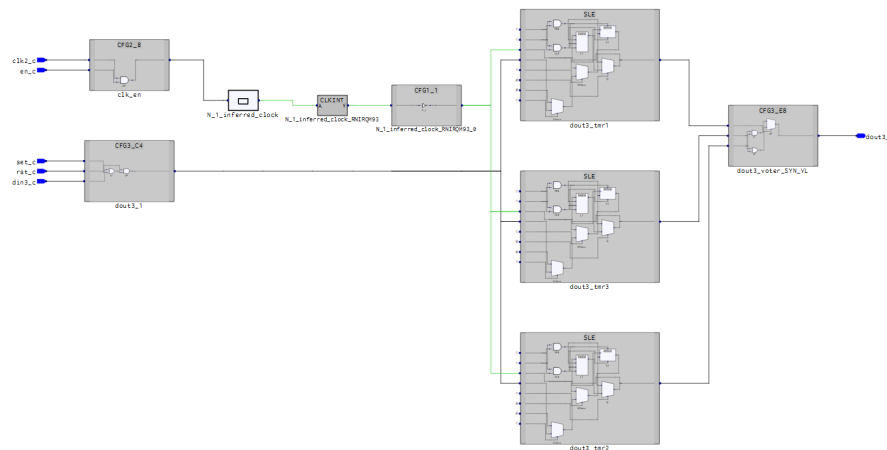 SLE
CFG2_8
clk2_c
en_c
clk_en
N_1_inferred_clock
CLKINT
N_1_inferred_clock_RNIRQM93
CFG1_1
N_1_inferred_clock_RNIRQM93_0
dout3_tmr1
CFG3_E8
dout3_
dout3_voter_SYN_VL
CFG3_C4
set_c
rst_c
din3_c
dout3_1
SLE
dout3_tmr3
SLE
dout3_tmr2